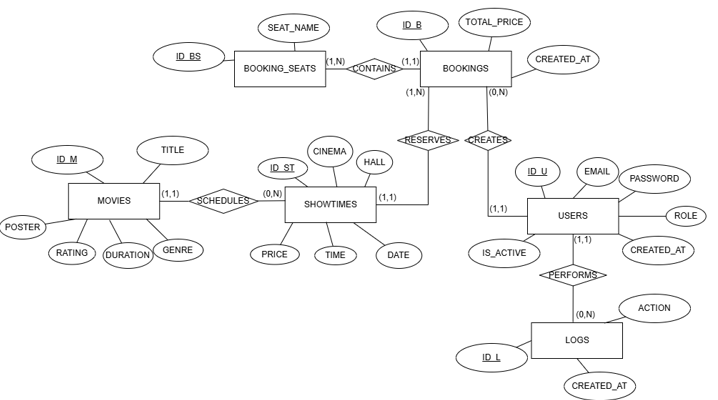 ID_B
TOTAL_PRICE
SEAT_NAME
ID_BS
BOOKING_SEATS
(1,N)
CONTAINS
(1,1)
BOOKINGS
CREATED_AT
(1,N)
(0,N)
RESERVES
CREATES
ID_M
TITLE
CINEMA
ID_ST
HALL
ID_U
EMAIL
PASSWORD
MOVIES
(1,1)
SCHEDULES
(0,N)
SHOWTIMES
(1,1)
(1,1)
USERS
ROLE
POSTER
RATING
DURATION
GENRE
PRICE
TIME
DATE
IS_ACTIVE
(1,1)
CREATED_AT
PERFORMS
(0,N)
ACTION
LOGS
ID_L
CREATED_AT